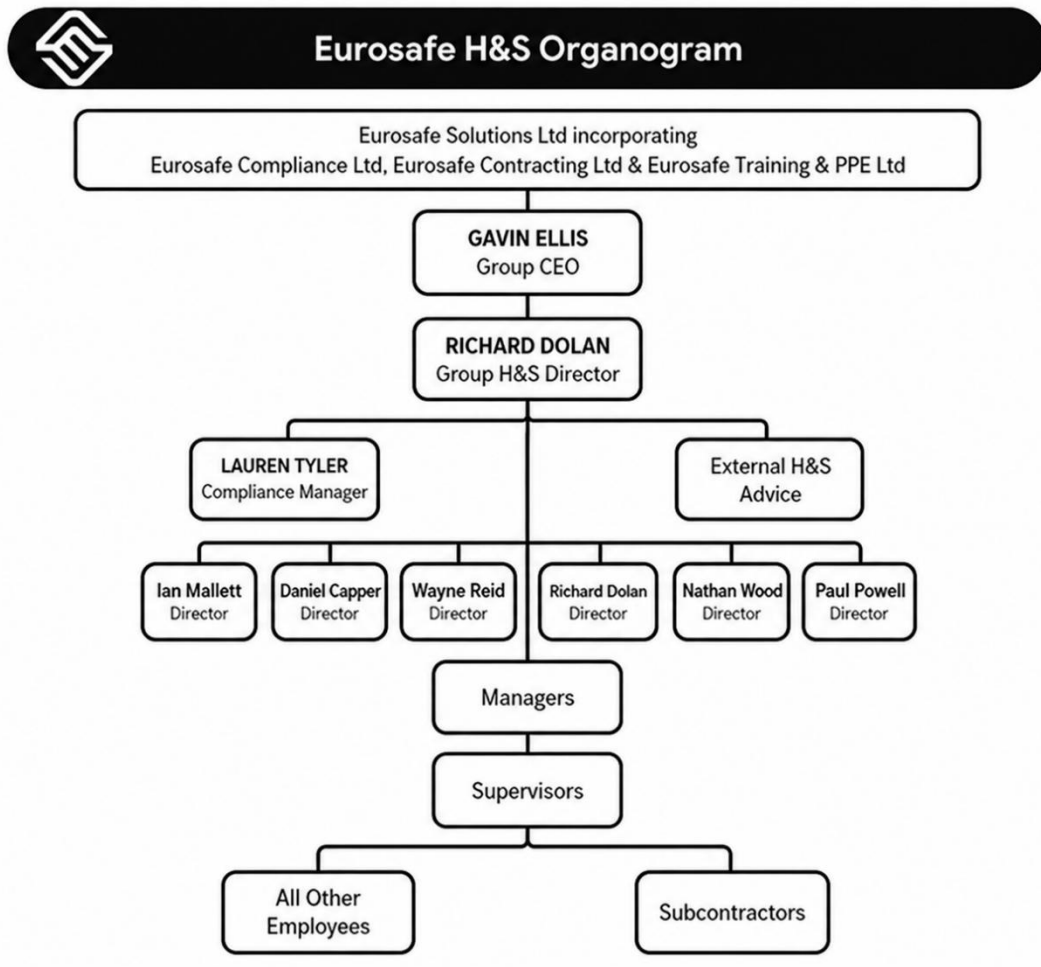 Eurosafe H&S Organogram
Eurosafe Solutions Ltd incorporating
Eurosafe Compliance Ltd, Eurosafe Contracting Ltd & Eurosafe Training & PPE Ltd
GAVIN ELLIS
Group CEO
RICHARD DOLAN
Group H&S Director
LAUREN TYLER
Compliance Manager
External H&S
Advice
Ian Mallett
Director
Daniel Capper
Director
Wayne Reid
Director
Richard Dolan
Director
Nathan Wood
Director
Paul Powell
Director
Managers
Supervisors
All Other
Employees
Subcontractors